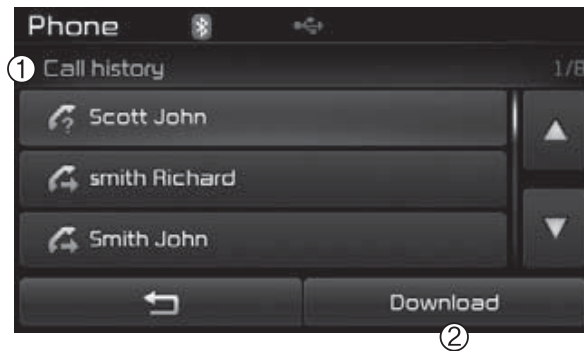 Phone
① Call history 1/8
Scott John
smith Richard
Smith John
Download
②